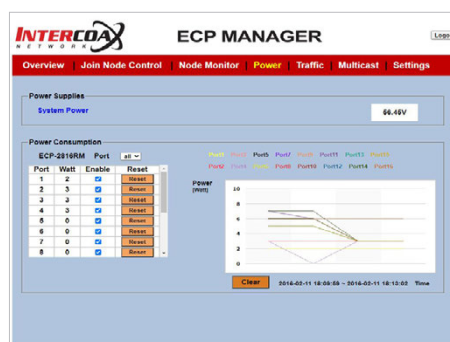 INTERCOAX
NETWORK
ECP MANAGER
Overview Join Node Control Node Monitor Power Traffic Multicast Settings
Power Supplies
System Power
56.45V
Power Consumption
ECP-2816RM Port all
Port Watt Enable Reset
1 2 Reset
2 3 Reset
3 3 Reset
4 3 Reset
5 0 Reset
6 0 Reset
7 0 Reset
8 0 Reset
Port1 Port3 Port5 Port7 Port9 Port11 Port13 Port15
Port2 Port4 Port6 Port8 Port10 Port12 Port14 Port16
Power
(Watt)
10
8
6
4
2
0
Clear 2016-02-11 18:09:59 ~ 2016-02-11 18:13:02 Time